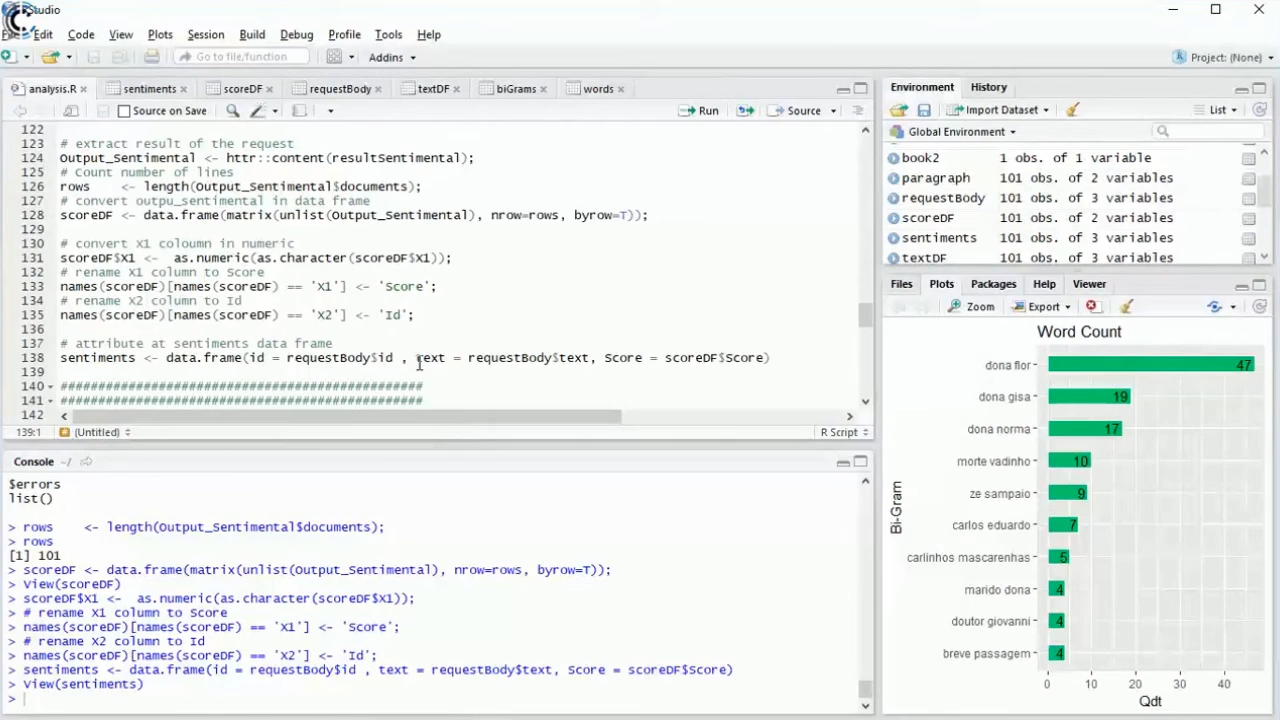 RStudio
File Edit Code View Plots Session Build Debug Profile Tools Help
Go to file/function Addins Project: (None)
analysis.R sentiments scoreDF requestBody textDF biGrams words
Source on Save Run Source
122
123 # extract result of the request
124 Output_Sentimental <- httr::content(resultSentimental);
125 # Count number of lines
126 rows    <- length(Output_Sentimental$documents);
127 # convert outpu_sentimental in data frame
128 scoreDF <- data.frame(matrix(unlist(Output_Sentimental), nrow=rows, byrow=T));
129
130 # convert X1 coloumn in numeric
131 scoreDF$X1 <-  as.numeric(as.character(scoreDF$X1));
132 # rename X1 column to Score
133 names(scoreDF)[names(scoreDF) == 'X1'] <- 'Score';
134 # rename X2 column to Id
135 names(scoreDF)[names(scoreDF) == 'X2'] <- 'Id';
136
137 # attribute at sentiments data frame
138 sentiments <- data.frame(id = requestBody$id , text = requestBody$text, Score = scoreDF$Score)
139
140 ############################################
141 ############################################
142
139:1 (Untitled) R Script
Console ~/
$errors
list()
> rows    <- length(Output_Sentimental$documents);
> rows
[1] 101
> scoreDF <- data.frame(matrix(unlist(Output_Sentimental), nrow=rows, byrow=T));
> View(scoreDF)
> scoreDF$X1 <-  as.numeric(as.character(scoreDF$X1));
> # rename X1 column to Score
> names(scoreDF)[names(scoreDF) == 'X1'] <- 'Score';
> # rename X2 column to Id
> names(scoreDF)[names(scoreDF) == 'X2'] <- 'Id';
> sentiments <- data.frame(id = requestBody$id , text = requestBody$text, Score = scoreDF$Score)
> View(sentiments)
>
Environment History
Import Dataset List
Global Environment
book2 1 obs. of 1 variable
paragraph 101 obs. of 2 variables
requestBody 101 obs. of 3 variables
scoreDF 101 obs. of 2 variables
sentiments 101 obs. of 3 variables
textDF 101 obs. of 3 variables
Files Plots Packages Help Viewer
Zoom Export
Word Count
dona flor 47
dona gisa 19
dona norma 17
morte vadinho 10
ze sampaio 9
carlos eduardo 7
carlinhos mascarenhas 5
marido dona 4
doutor giovanni 4
breve passagem 4
Bi-Gram
0 10 20 30 40
Qdt